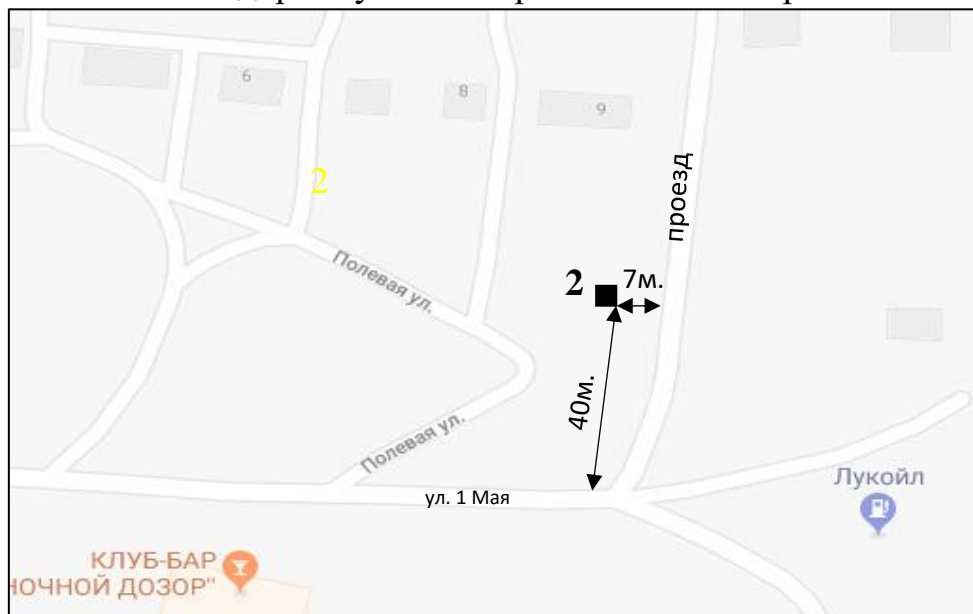 6
8
9
2
проезд
Полевая ул.
2
7м.
40м.
Полевая ул.
Лукойл
ул. 1 Мая
КЛУБ-БАР
НОЧНОЙ ДОЗОР"